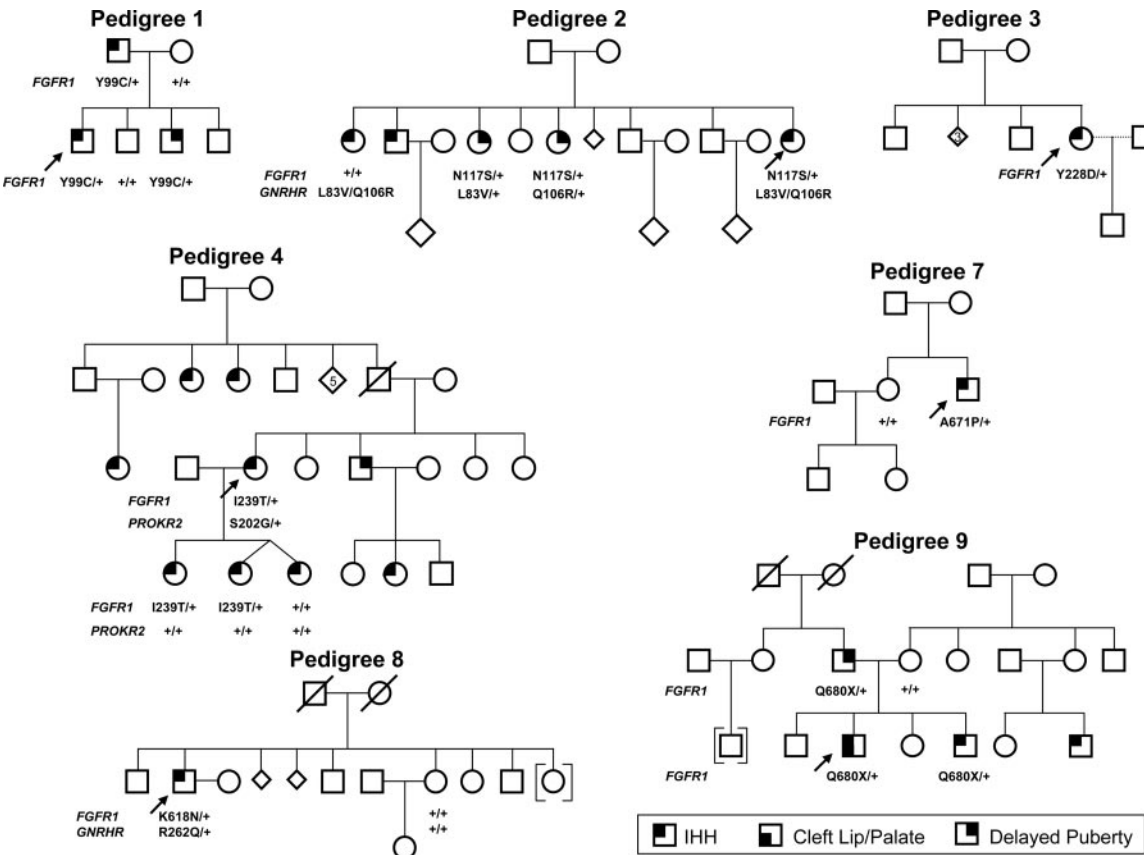 Pedigree 1
FGFR1 Y99C/+ +/+
FGFR1 Y99C/+ +/+ Y99C/+
Pedigree 2
FGFR1 +/+ N117S/+ N117S/+ N117S/+
GNRHR L83V/Q106R L83V/+ Q106R/+ L83V/Q106R
Pedigree 3
3
FGFR1 Y228D/+
Pedigree 4
5
FGFR1 I239T/+
PROKR2 S202G/+
FGFR1 I239T/+ I239T/+ +/+
PROKR2 +/+ +/+ +/+
Pedigree 7
FGFR1 +/+ A671P/+
Pedigree 8
FGFR1 K618N/+ +/+
GNRHR R262Q/+ +/+
Pedigree 9
FGFR1 Q680X/+ +/+
FGFR1 Q680X/+ Q680X/+
IHH Cleft Lip/Palate Delayed Puberty